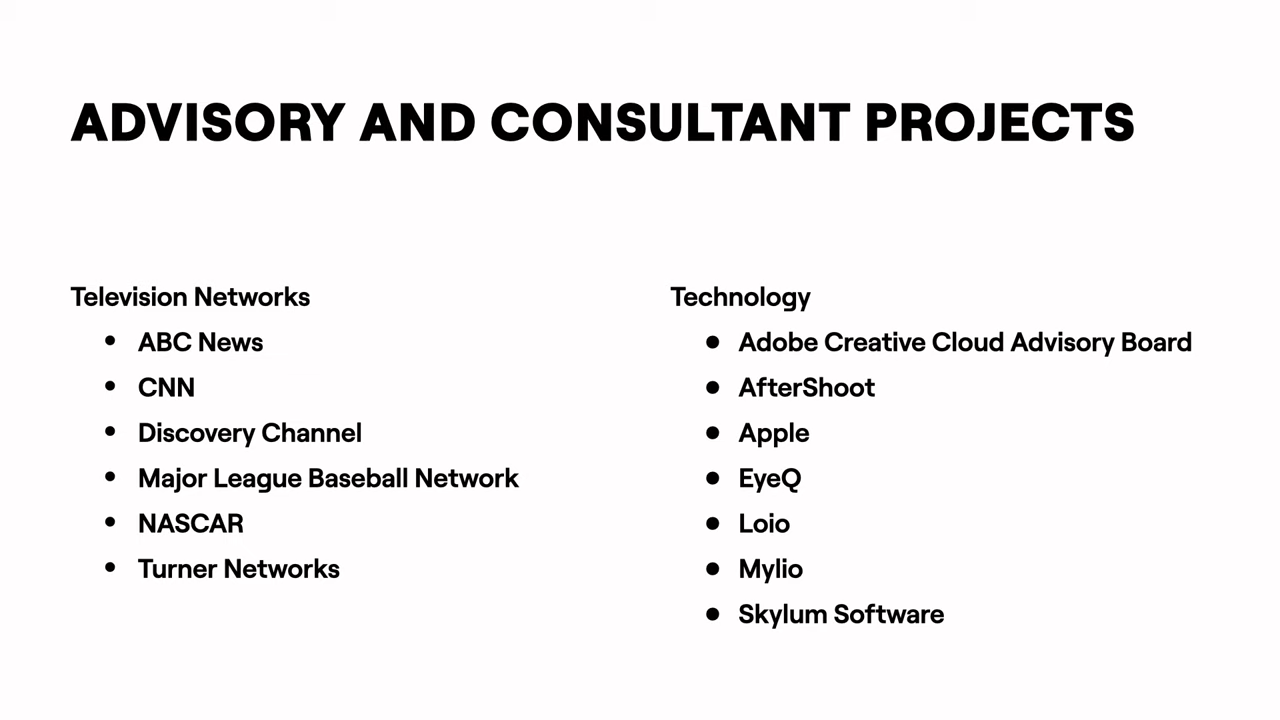 ADVISORY AND CONSULTANT PROJECTS
Television Networks
• ABC News
• CNN
• Discovery Channel
• Major League Baseball Network
• NASCAR
• Turner Networks
Technology
• Adobe Creative Cloud Advisory Board
• AfterShoot
• Apple
• EyeQ
• Loio
• Mylio
• Skylum Software